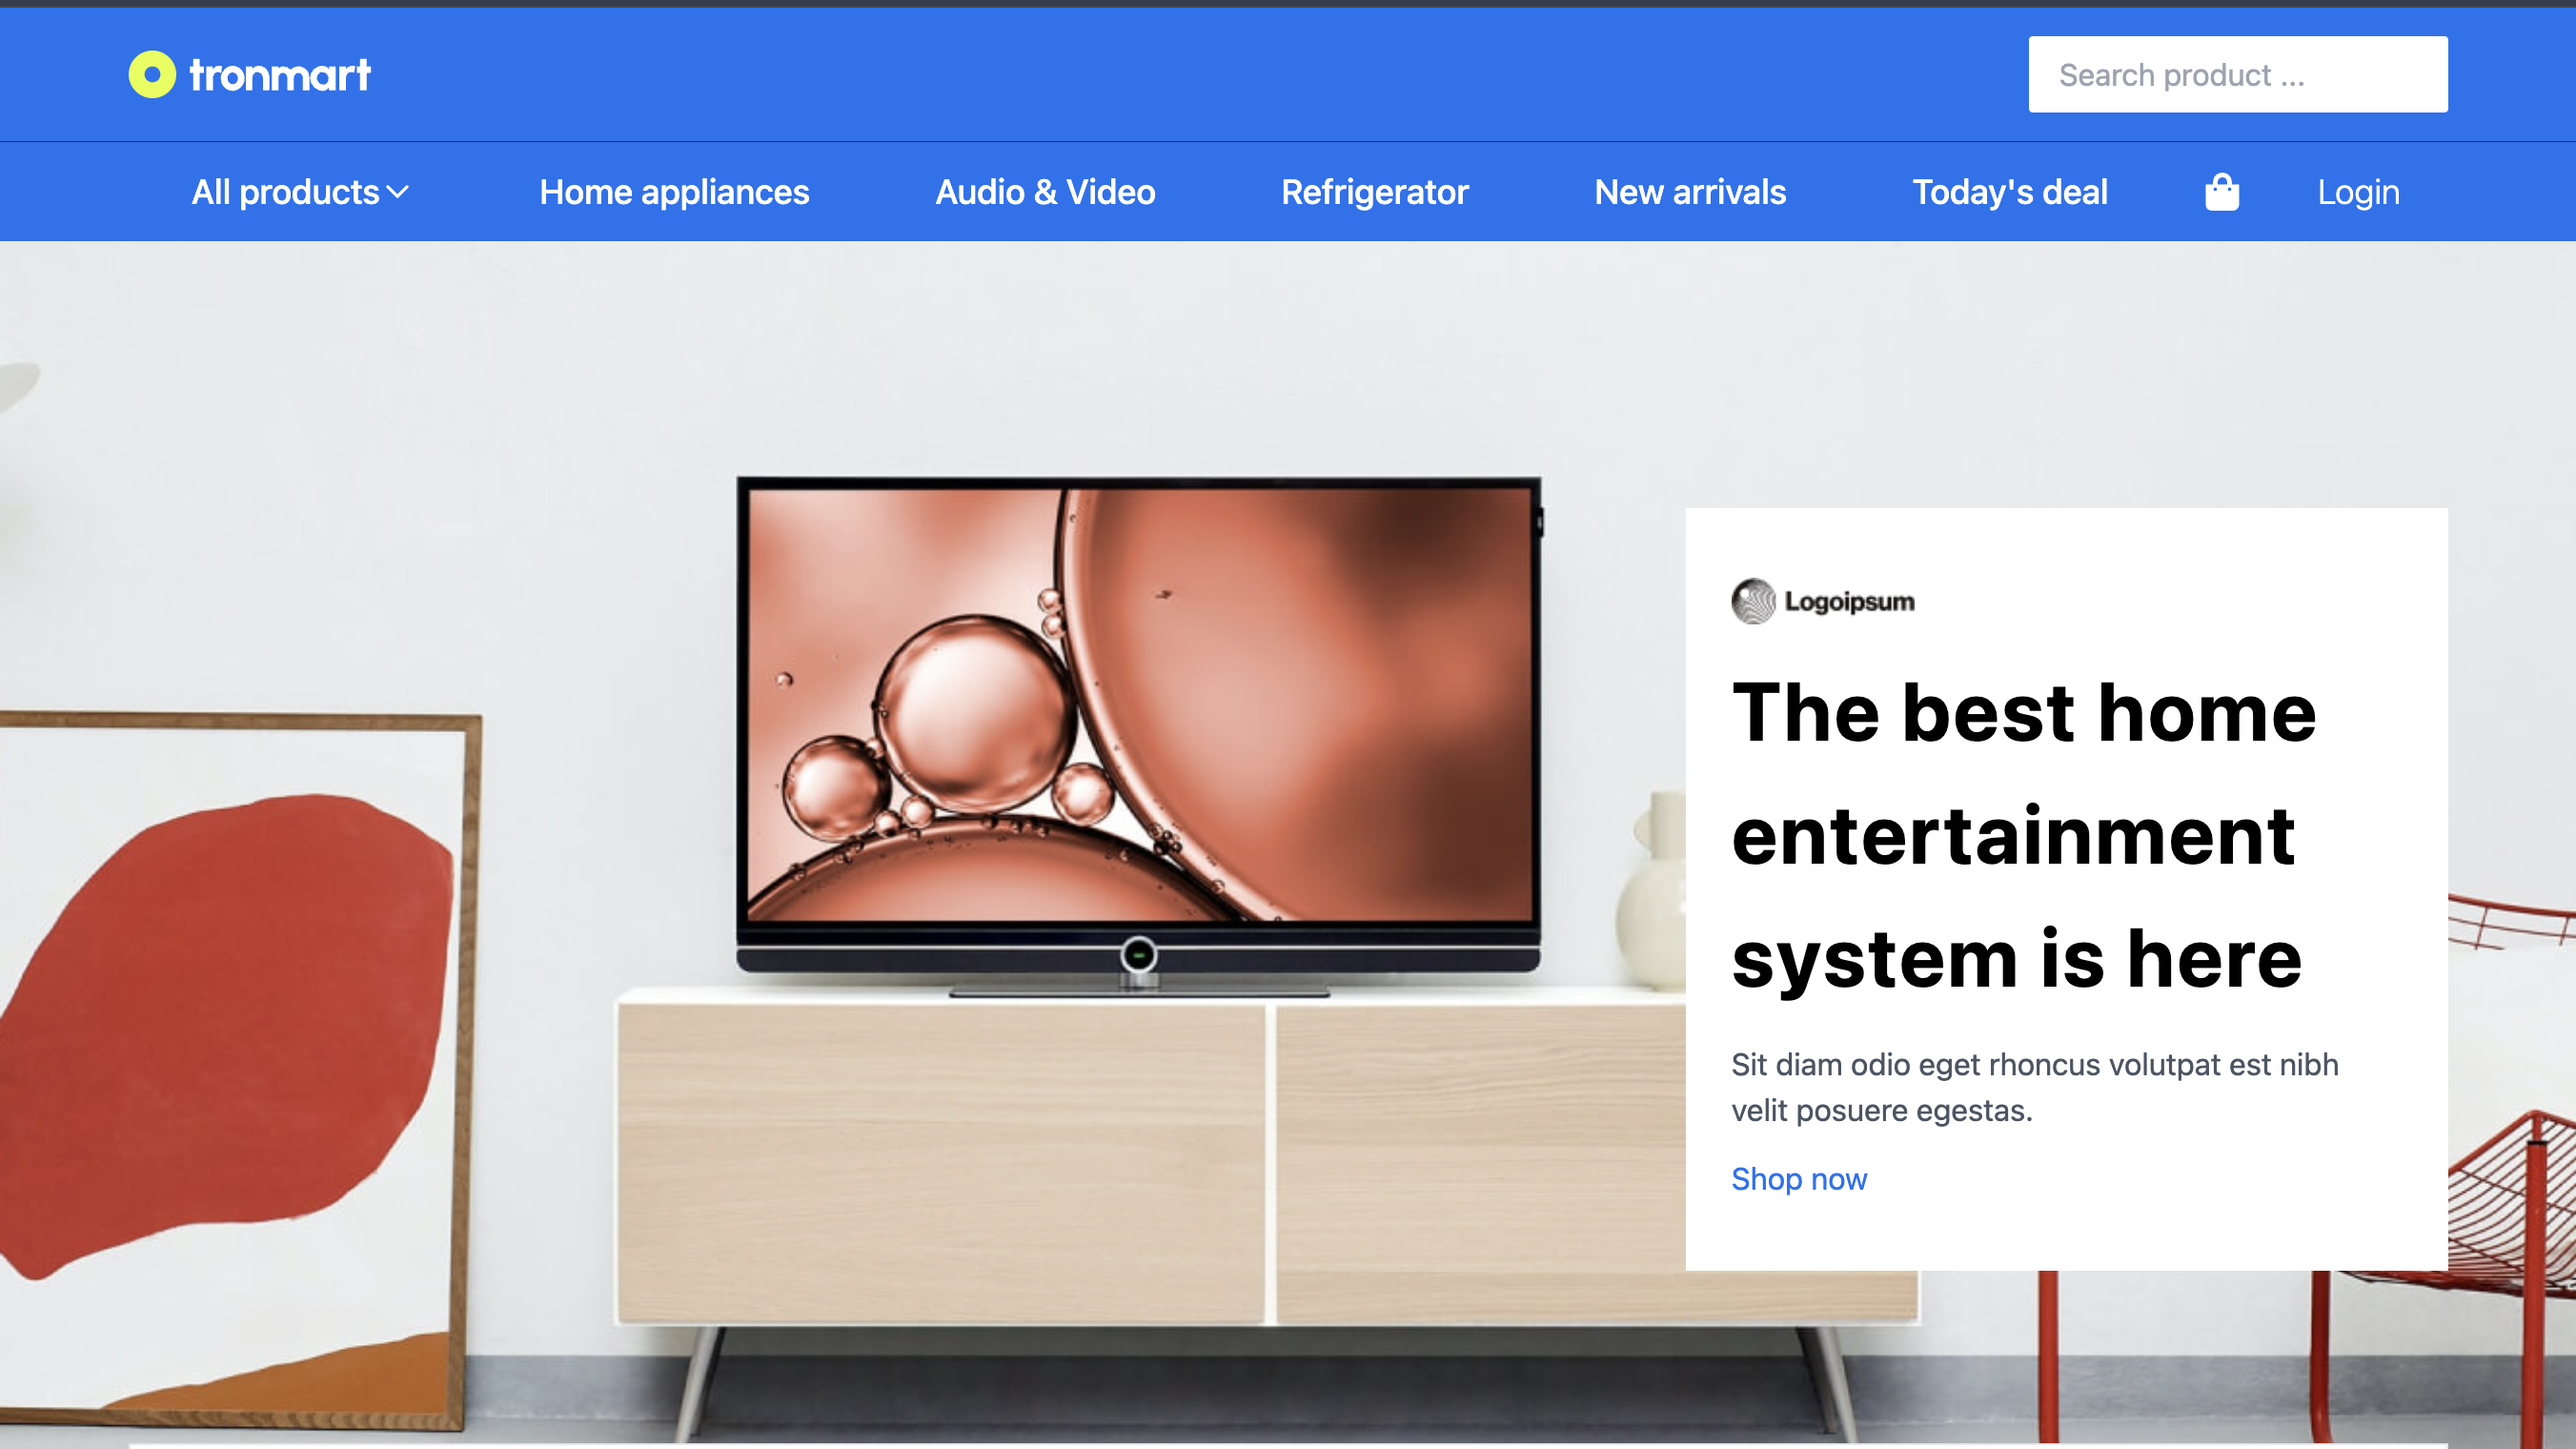 tronmart
Search product ...
All products
Home appliances
Audio & Video
Refrigerator
New arrivals
Today's deal
Login
Logoipsum
The best home
entertainment
system is here
Sit diam odio eget rhoncus volutpat est nibh
velit posuere egestas.
Shop now